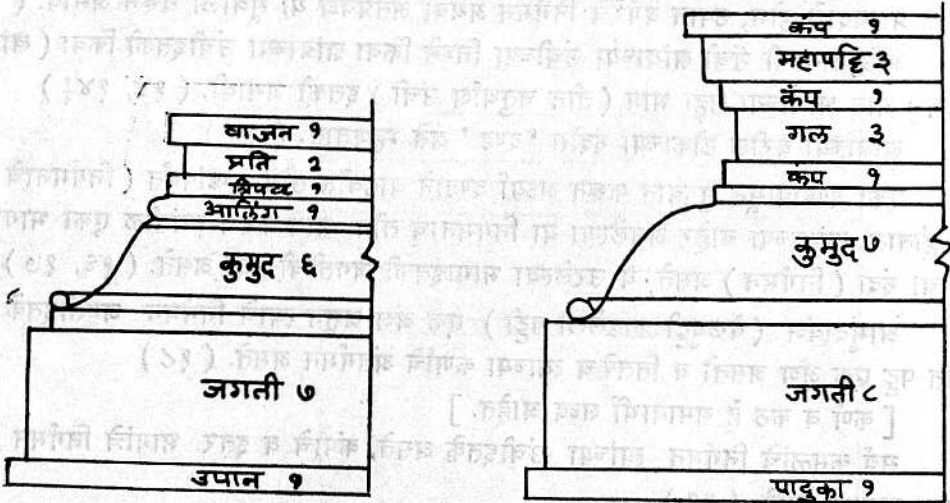 वाजन १
प्रति २
त्रिपट्ट १
आलिंग १
कुमुद ६
जगती ७
उपान १
कंप १
महापट्टि ३
कंप १
गल ३
कंप १
कुमुद ७
जगती ८
पादुका १